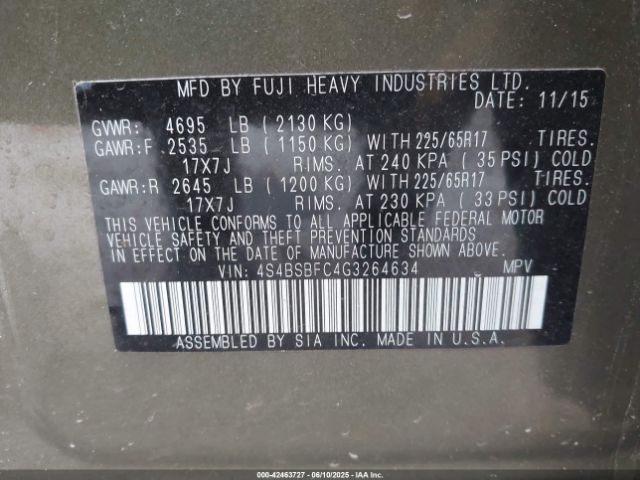 MFD BY FUJI HEAVY INDUSTRIES LTD.
DATE: 11/15
GVWR: 4695 LB ( 2130 KG)
GAWR:F 2535 LB ( 1150 KG) WITH 225/65R17 TIRES.
17X7J RIMS. AT 240 KPA ( 35 PSI) COLD
GAWR:R 2645 LB ( 1200 KG) WITH 225/65R17 TIRES.
17X7J RIMS. AT 230 KPA ( 33 PSI) COLD
THIS VEHICLE CONFORMS TO ALL APPLICABLE FEDERAL MOTOR
VEHICLE SAFETY AND THEFT PREVENTION STANDARDS
IN EFFECT ON THE DATE OF MANUFACTURE SHOWN ABOVE.
VIN: 4S4BSBFC4G3264634 MPV
ASSEMBLED BY SIA INC. MADE IN U.S.A.
000-42463727 - 06/10/2025 - IAAI.COM